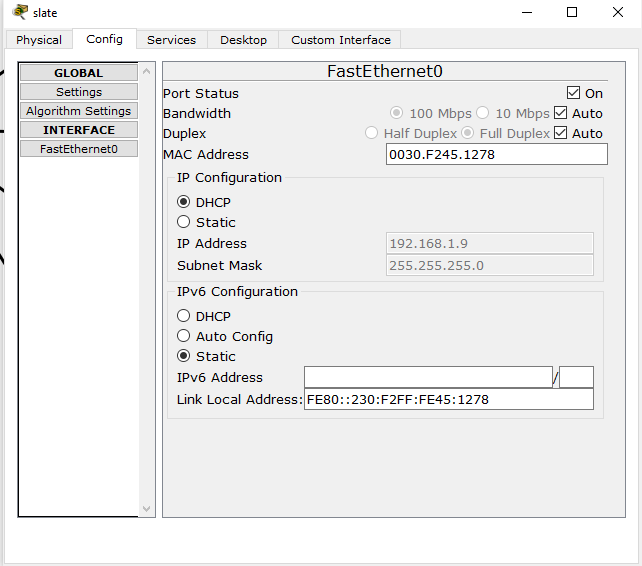 slate
Physical Config Services Desktop Custom Interface
GLOBAL
Settings
Algorithm Settings
INTERFACE
FastEthernet0
FastEthernet0
Port Status On
Bandwidth 100 Mbps 10 Mbps Auto
Duplex Half Duplex Full Duplex Auto
MAC Address 0030.F245.1278
IP Configuration
DHCP
Static
IP Address 192.168.1.9
Subnet Mask 255.255.255.0
IPv6 Configuration
DHCP
Auto Config
Static
IPv6 Address /
Link Local Address: FE80::230:F2FF:FE45:1278